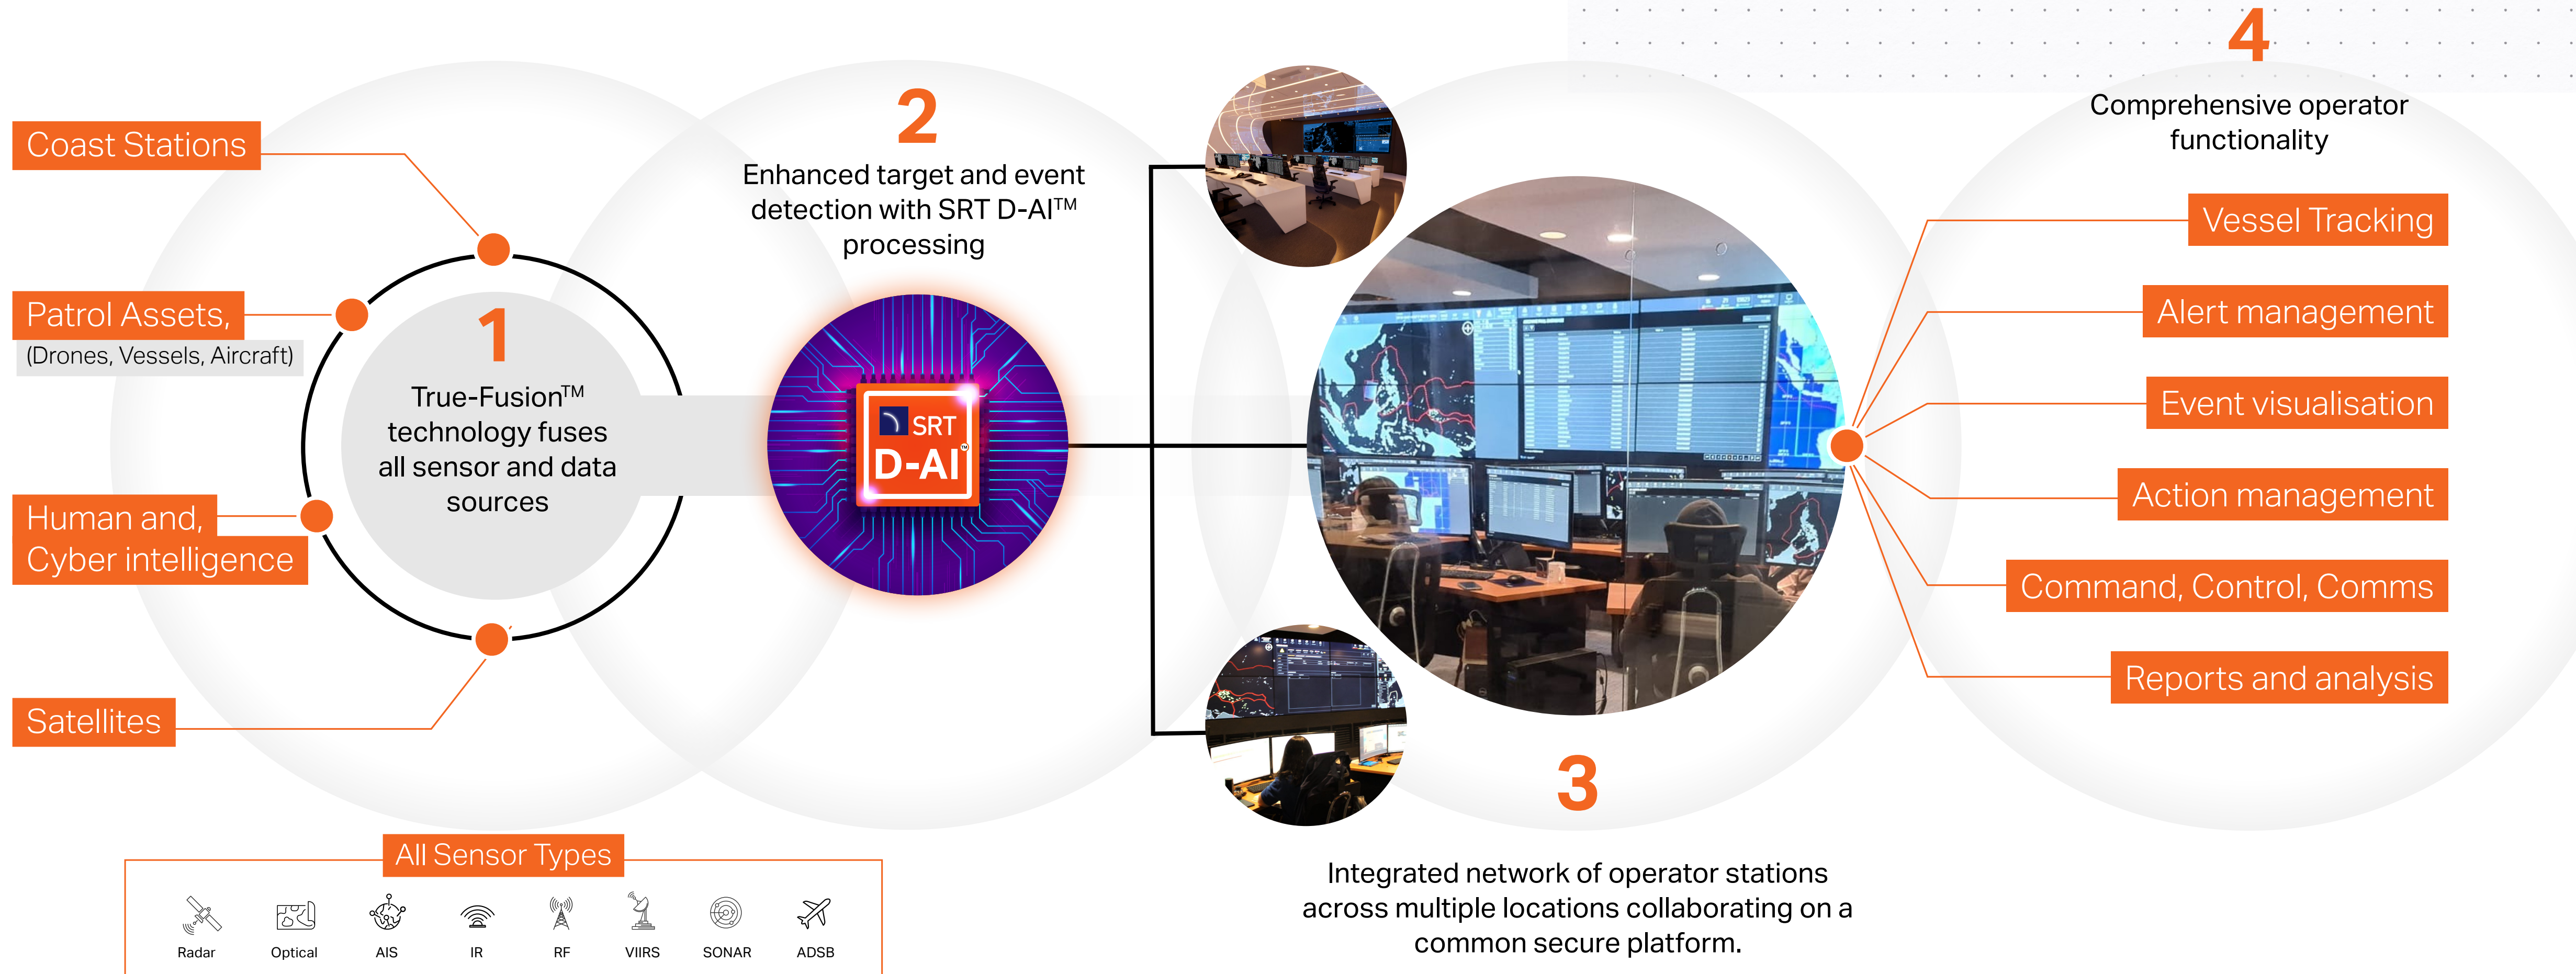 Coast Stations
Patrol Assets,
(Drones, Vessels, Aircraft)
Human and,
Cyber intelligence
Satellites
1
True-Fusion™
technology fuses
all sensor and data
sources
All Sensor Types
Radar
Optical
AIS
IR
RF
VIIRS
SONAR
ADSB
2
Enhanced target and event
detection with SRT D-AI™
processing
SRT
D-AI™
3
Integrated network of operator stations
across multiple locations collaborating on a
common secure platform.
4
Comprehensive operator
functionality
Vessel Tracking
Alert management
Event visualisation
Action management
Command, Control, Comms
Reports and analysis